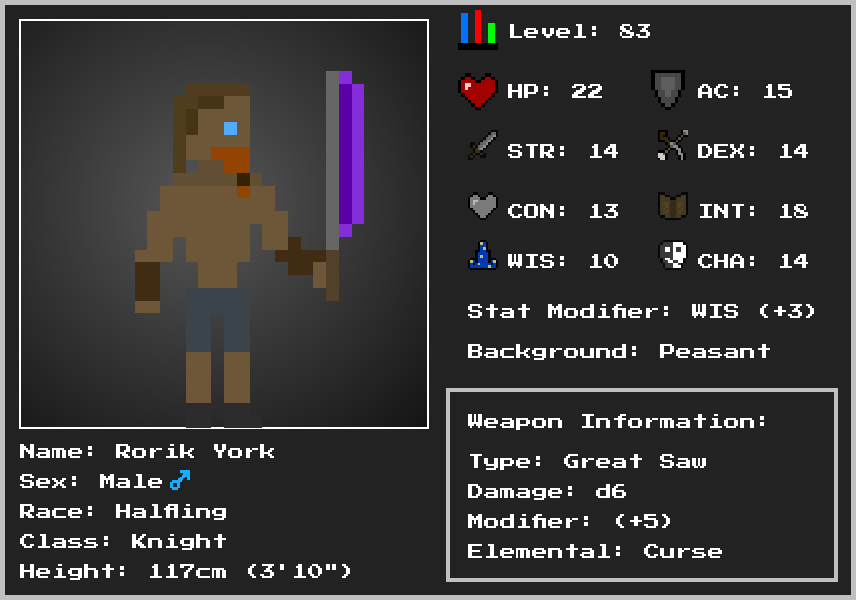 Level: 83
HP: 22
AC: 15
STR: 14
DEX: 14
CON: 13
INT: 18
WIS: 10
CHA: 14
Stat Modifier: WIS (+3)
Background: Peasant
Weapon Information:
Type: Great Saw
Damage: d6
Modifier: (+5)
Elemental: Curse
Name: Rorik York
Sex: Male♂
Race: Halfling
Class: Knight
Height: 117cm (3'10")